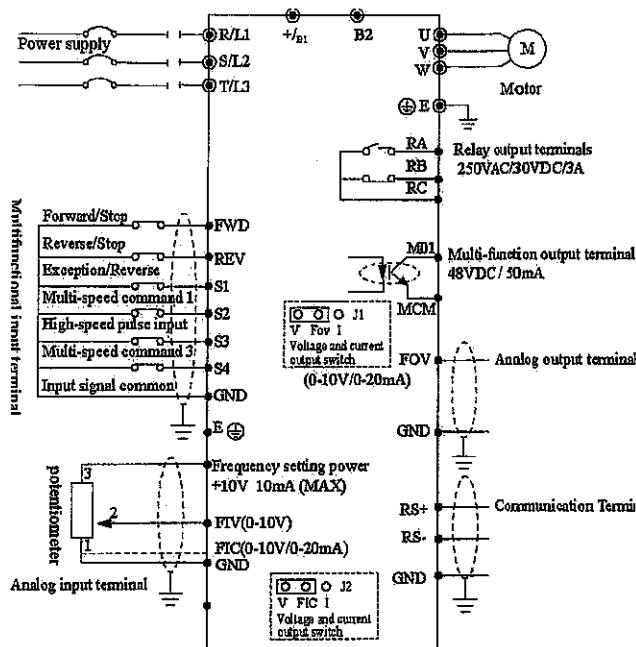 Power supply
R/L1
S/L2
T/L3
+/B1
B2
U
V
W
M
Motor
E
RA
RB
RC
Relay output terminals
250VAC/30VDC/3A
Multifunctional input terminal
Forward/Stop
FWD
Reverse/Stop
REV
Exception/Reverse
S1
Multi-speed command 1
S2
High-speed pulse input
S3
Multi-speed command 3
S4
Input signal common
GND
E
M01
Multi-function output terminal
48VDC / 50mA
MCM
J1
V Fov I
Voltage and current
output switch
(0-10V/0-20mA)
FOV
Analog output terminal
GND
potentiometer
3
2
1
Frequency setting power
+10V 10mA (MAX)
FIV(0-10V)
FIC(0-10V/0-20mA)
GND
Analog input terminal
RS+
Communication Termi
RS-
GND
J2
V FIC I
Voltage and current
output switch